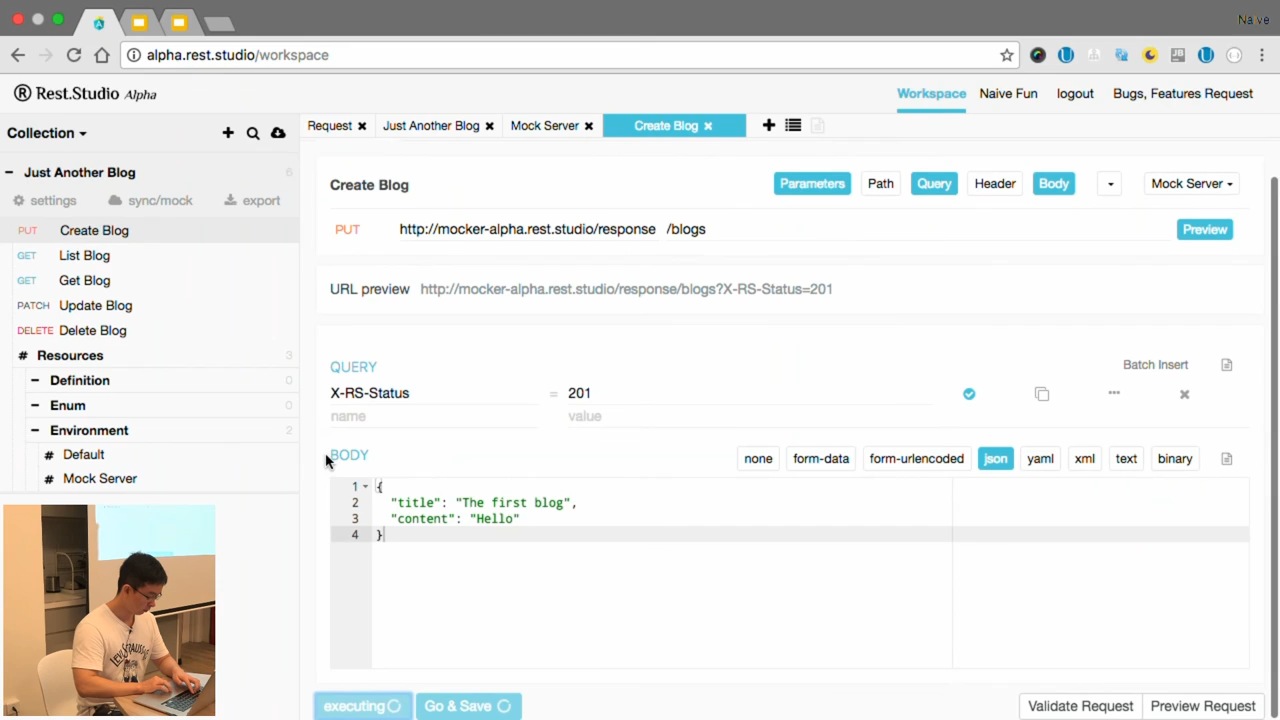 Naive
alpha.rest.studio/workspace
® Rest.Studio Alpha
Workspace Naive Fun logout Bugs, Features Request
Collection
Request Just Another Blog Mock Server Create Blog
Just Another Blog 6
settings sync/mock export
PUT Create Blog
GET List Blog
GET Get Blog
PATCH Update Blog
DELETE Delete Blog
# Resources 3
Definition 0
Enum 0
Environment 2
# Default
# Mock Server
Create Blog Parameters Path Query Header Body Mock Server
PUT http://mocker-alpha.rest.studio/response /blogs Preview
URL preview http://mocker-alpha.rest.studio/response/blogs?X-RS-Status=201
QUERY Batch Insert
X-RS-Status = 201
name value
BODY none form-data form-urlencoded json yaml xml text binary
1 {
2 "title": "The first blog",
3 "content": "Hello"
4 }
executing Go & Save Validate Request Preview Request